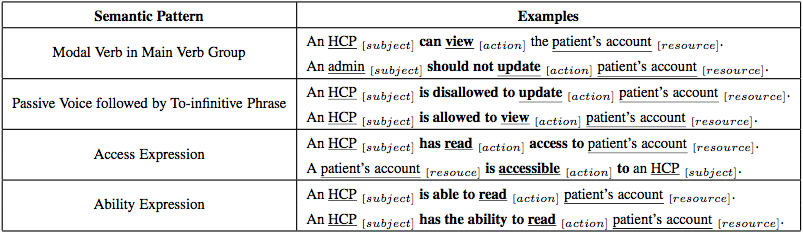 Semantic Pattern Examples
Modal Verb in Main Verb Group
An HCP [subject] can view [action] the patient's account [resource].
An admin [subject] should not update [action] patient's account [resource].
Passive Voice followed by To-infinitive Phrase
An HCP [subject] is disallowed to update [action] patient's account [resource].
An HCP [subject] is allowed to view [action] patient's account [resource].
Access Expression
An HCP [subject] has read [action] access to patient's account [resource].
A patient's account [resouce] is accessible [action] to an HCP [subject].
Ability Expression
An HCP [subject] is able to read [action] patient's account [resource].
An HCP [subject] has the ability to read [action] patient's account [resource].